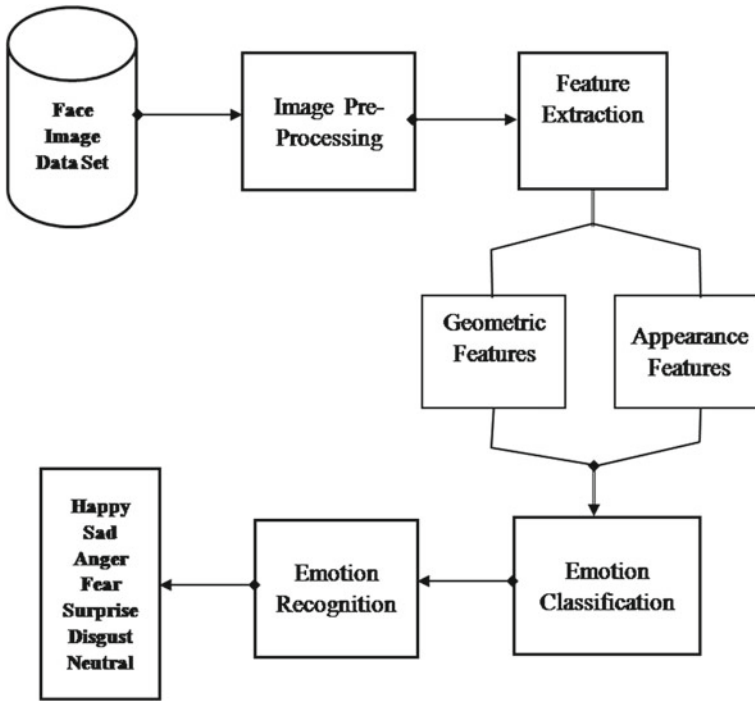 Face
Image
Data Set
Image Pre-
Processing
Feature
Extraction
Geometric
Features
Appearance
Features
Emotion
Classification
Emotion
Recognition
Happy
Sad
Anger
Fear
Surprise
Disgust
Neutral